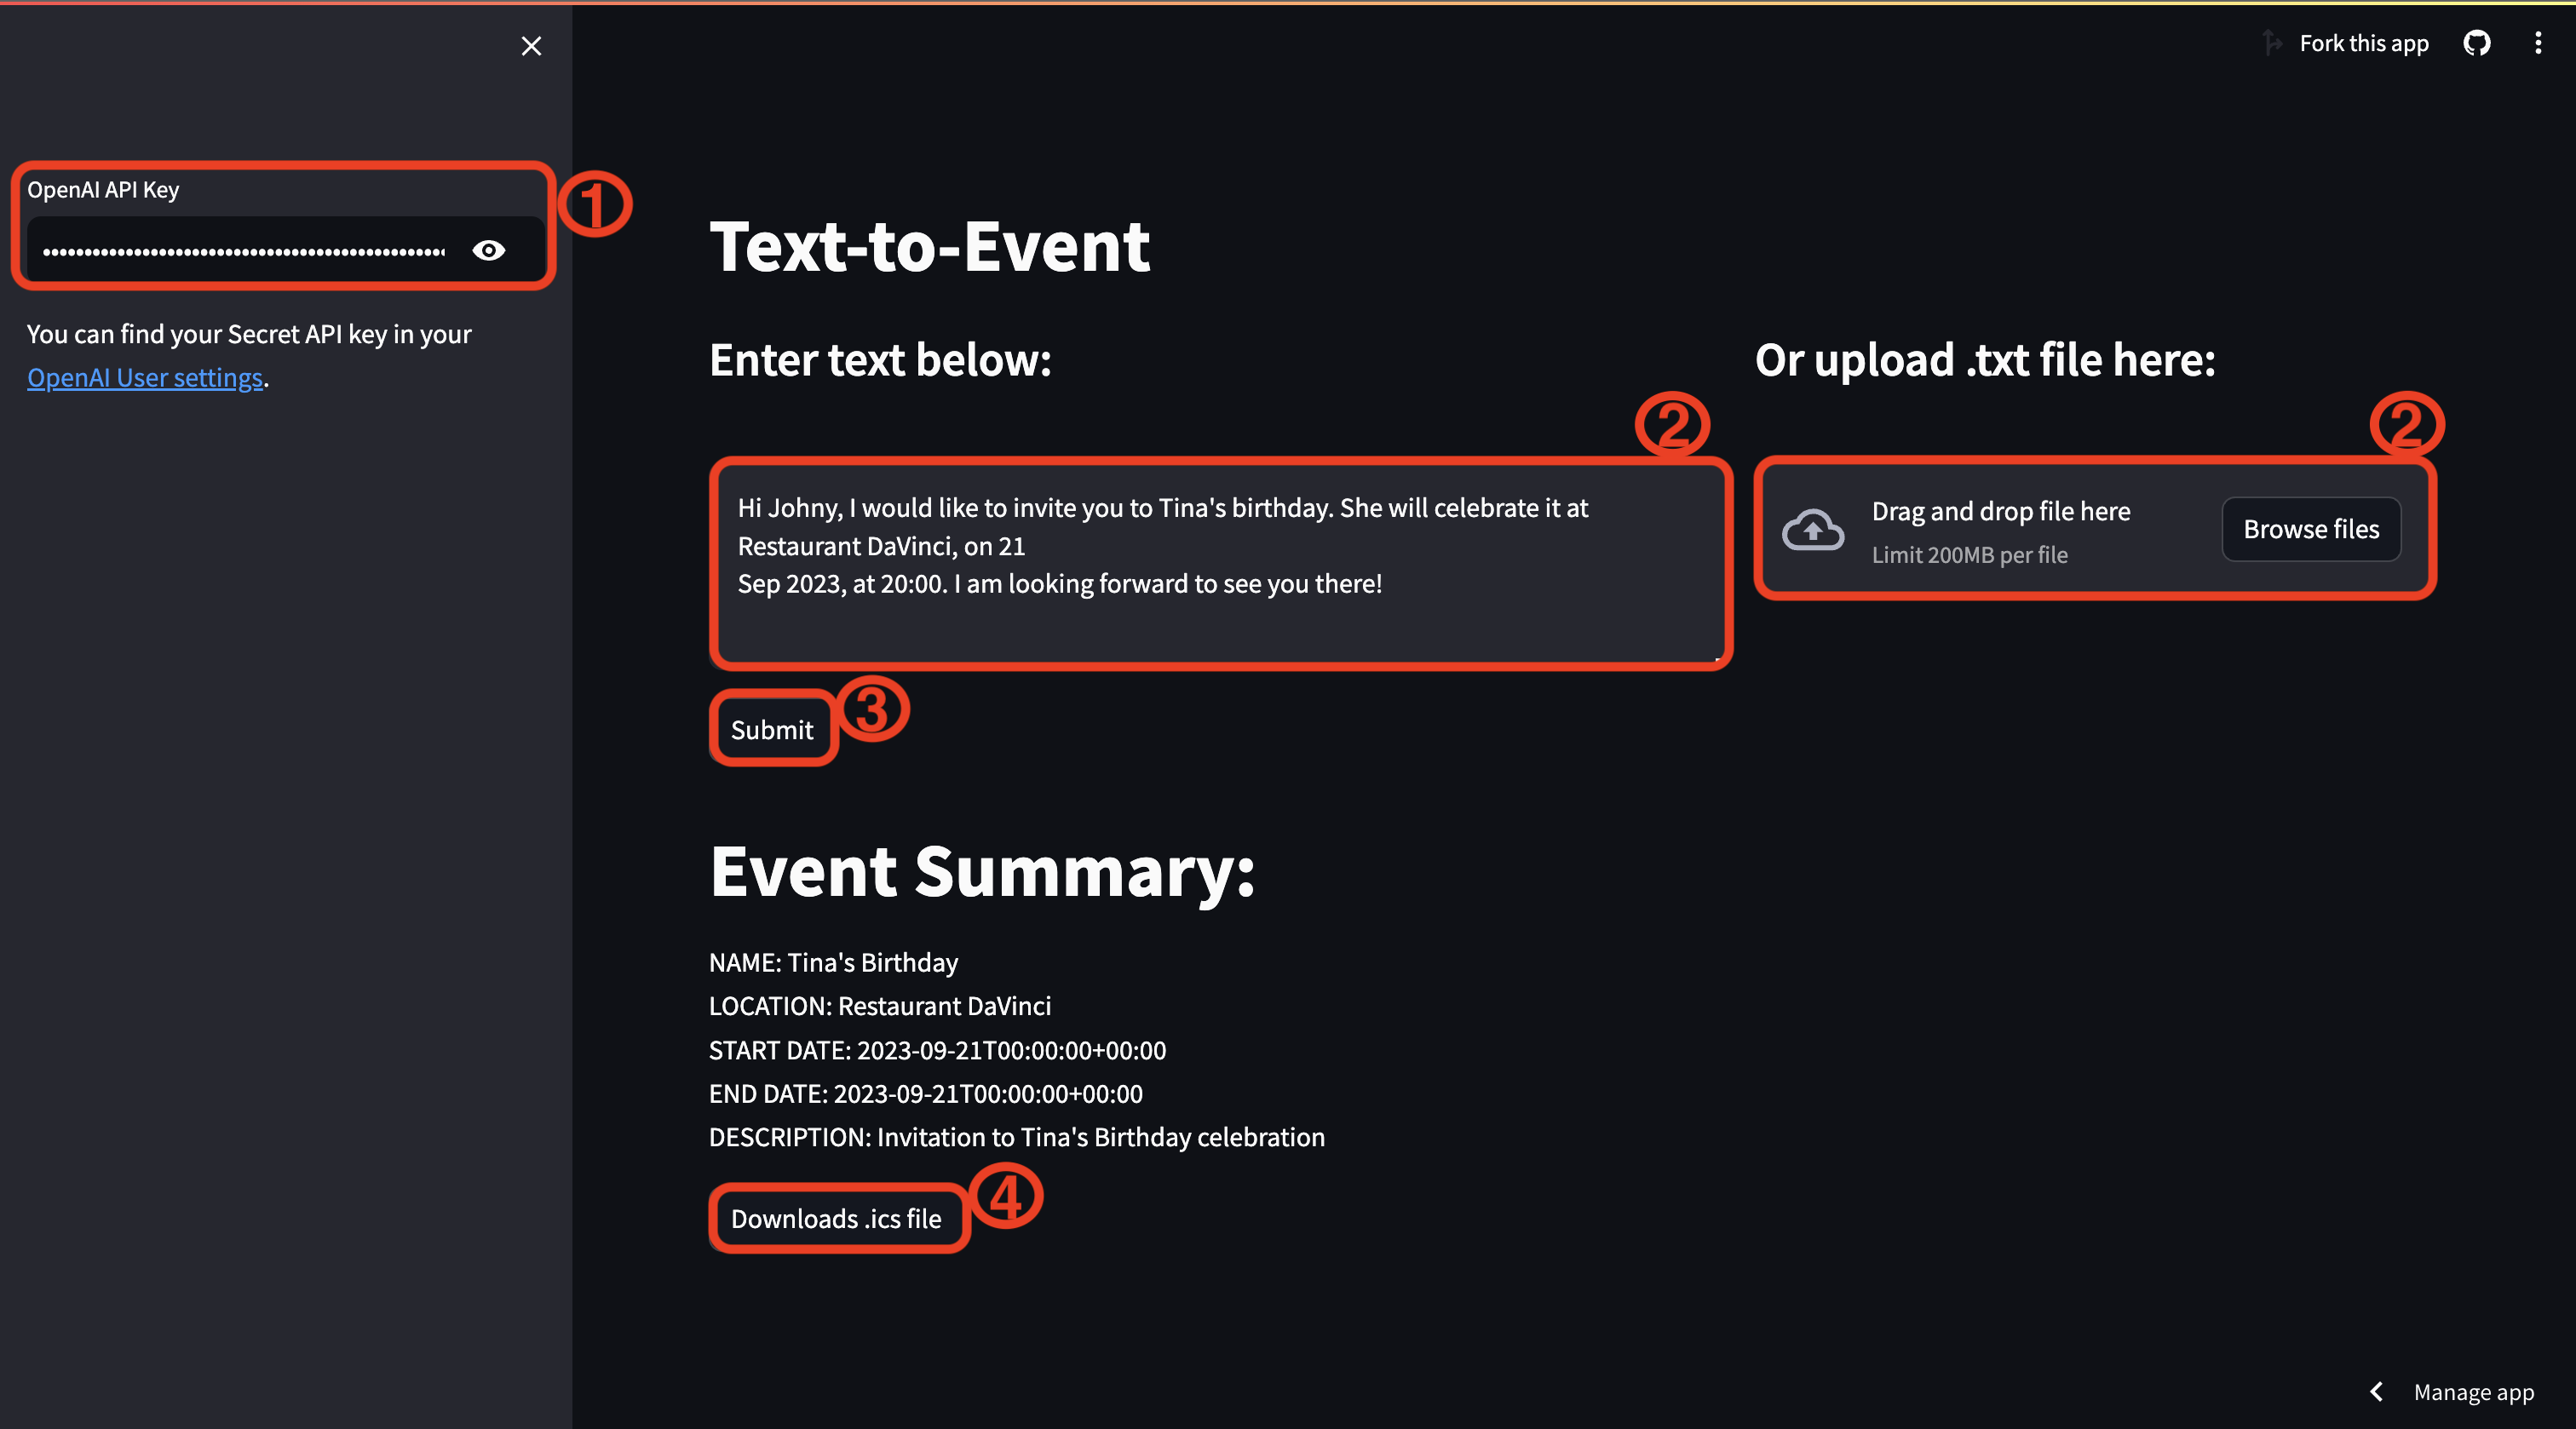 Fork this app
OpenAI API Key
1
You can find your Secret API key in your
OpenAI User settings.
Text-to-Event
Enter text below:
2
Hi Johny, I would like to invite you to Tina's birthday. She will celebrate it at
Restaurant DaVinci, on 21
Sep 2023, at 20:00. I am looking forward to see you there!
Or upload .txt file here:
2
Drag and drop file here
Limit 200MB per file
Browse files
Submit
3
Event Summary:
NAME: Tina's Birthday
LOCATION: Restaurant DaVinci
START DATE: 2023-09-21T00:00:00+00:00
END DATE: 2023-09-21T00:00:00+00:00
DESCRIPTION: Invitation to Tina's Birthday celebration
Downloads .ics file
4
Manage app